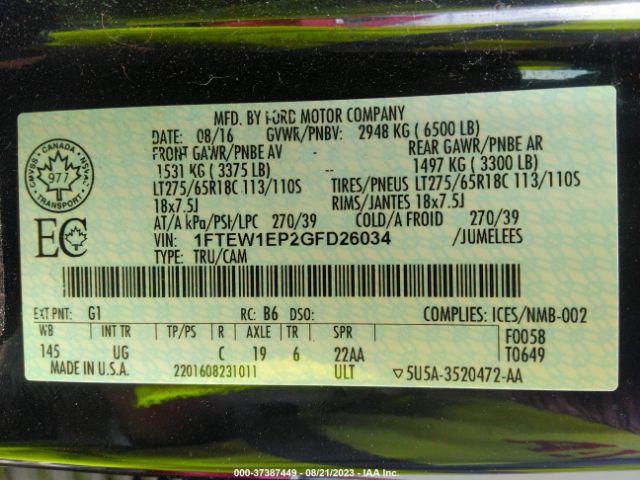 MFD. BY FORD MOTOR COMPANY
DATE: 08/16 GVWR/PNBV: 2948 KG ( 6500 LB)
FRONT GAWR/PNBE AV - REAR GAWR/PNBE AR
1531 KG ( 3375 LB) -- 1497 KG ( 3300 LB)
LT275/65R18C 113/110S TIRES/PNEUS LT275/65R18C 113/110S
18x7.5J RIMS/JANTES 18x7.5J
AT/A kPa/PSI/LPC 270/39 COLD/A FROID 270/39
VIN: 1FTEW1EP2GFD26034 /JUMELEES
TYPE: TRU/CAM
CMVSS CANADA NSVAC
977
TRANSPORT
EC
EXT PNT: G1 RC: B6 DSO: COMPLIES: ICES/NMB-002
WB INT TR TP/PS R AXLE TR SPR F0058
145 UG C 19 6 22AA T0649
MADE IN U.S.A. 2201608231011 ULT ▽5U5A-3520472-AA
000-37387449 - 08/21/2023 - IAA Inc.